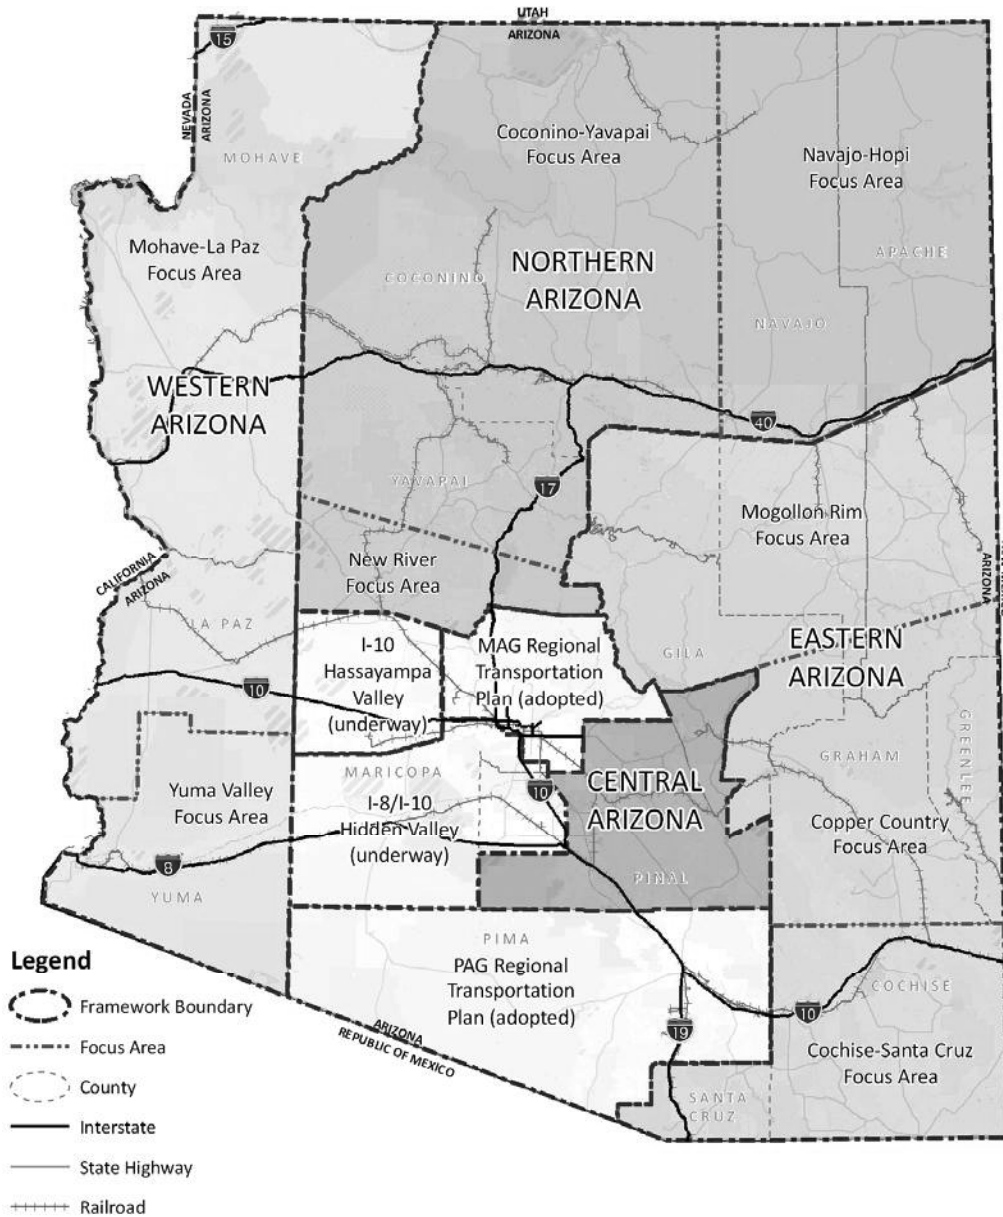 UTAH
ARIZONA
15
NEVADA
ARIZONA
MOHAVE
Coconino-Yavapai
Focus Area
Navajo-Hopi
Focus Area
Mohave-La Paz
Focus Area
COCONINO
NORTHERN
ARIZONA
APACHE
NAVAJO
WESTERN
ARIZONA
40
YAVAPAI
17
Mogollon Rim
Focus Area
New River
Focus Area
CALIFORNIA
ARIZONA
ARIZONA
LA PAZ
I-10
Hassayampa
Valley
(underway)
MAG Regional
Transportation
Plan (adopted)
GILA
EASTERN
ARIZONA
10
GREENLEE
GRAHAM
MARICOPA
Yuma Valley
Focus Area
10
CENTRAL
ARIZONA
I-8/I-10
Hidden Valley
(underway)
Copper Country
Focus Area
8
YUMA
PINAL
PIMA
PAG Regional
Transportation
Plan (adopted)
COCHISE
10
19
ARIZONA
REPUBLIC OF MEXICO
Cochise-Santa Cruz
Focus Area
SANTA
CRUZ
Legend
Framework Boundary
Focus Area
County
Interstate
State Highway
Railroad